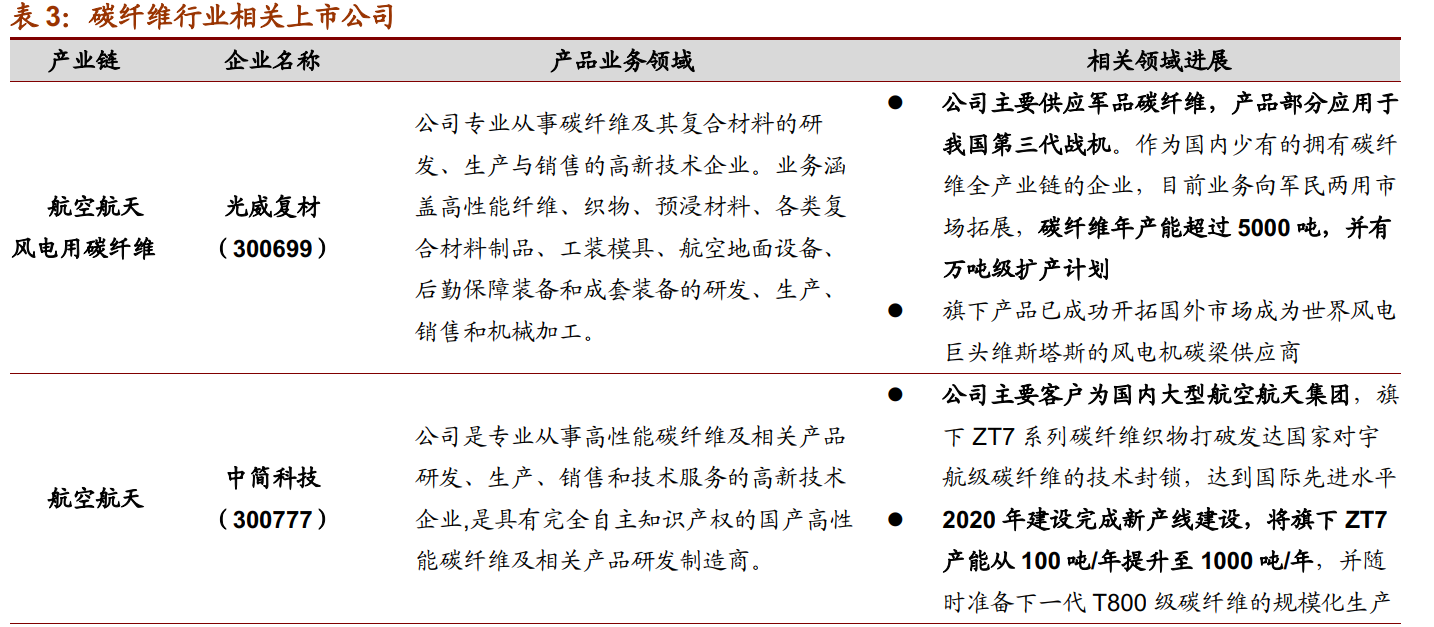 表 3：碳纤维行业相关上市公司
产业链 企业名称 产品业务领域 相关领域进展
航空航天
风电用碳纤维
光威复材
（300699）
公司专业从事碳纤维及其复合材料的研
发、生产与销售的高新技术企业。业务涵
盖高性能纤维、织物、预浸材料、各类复
合材料制品、工装模具、航空地面设备、
后勤保障装备和成套装备的研发、生产、
销售和机械加工。
● 公司主要供应军品碳纤维，产品部分应用于
我国第三代战机。作为国内少有的拥有碳纤
维全产业链的企业，目前业务向军民两用市
场拓展，碳纤维年产能超过 5000 吨，并有
万吨级扩产计划
● 旗下产品已成功开拓国外市场成为世界风电
巨头维斯塔斯的风电机碳梁供应商
航空航天
中简科技
（300777）
公司是专业从事高性能碳纤维及相关产品
研发、生产、销售和技术服务的高新技术
企业,是具有完全自主知识产权的国产高性
能碳纤维及相关产品研发制造商。
● 公司主要客户为国内大型航空航天集团，旗
下 ZT7 系列碳纤维织物打破发达国家对宇
航级碳纤维的技术封锁，达到国际先进水平
● 2020 年建设完成新产线建设，将旗下 ZT7
产能从 100 吨/年提升至 1000 吨/年，并随
时准备下一代 T800 级碳纤维的规模化生产